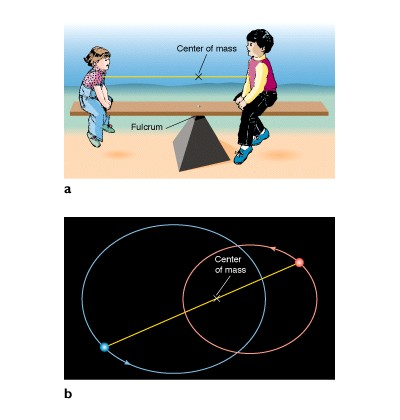 Center of mass
Fulcrum
a
Center
of mass
b